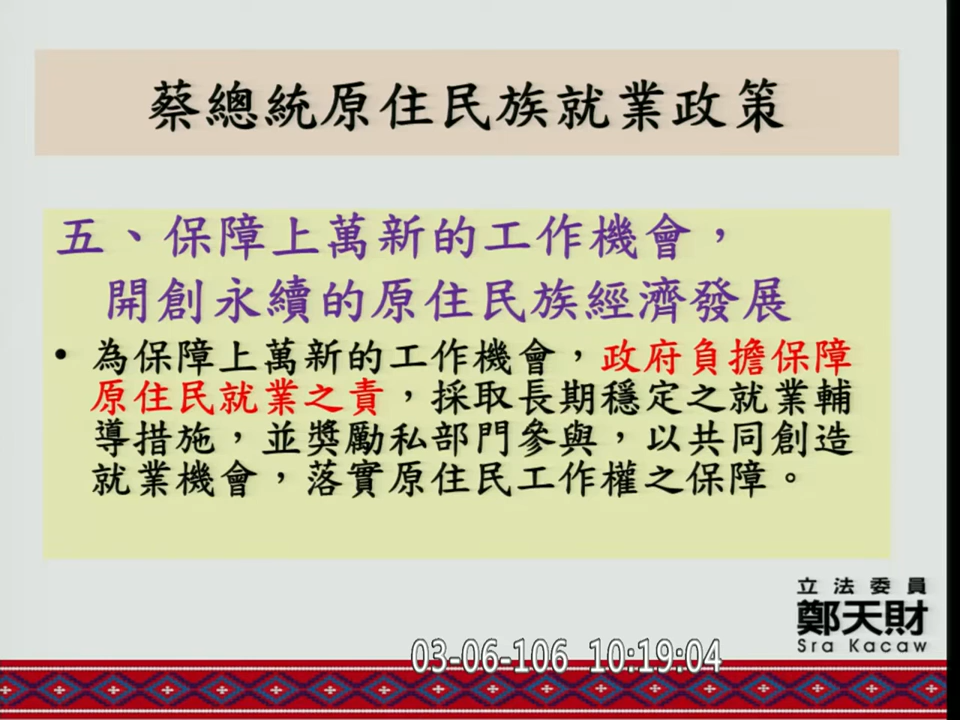 蔡總統原住民族就業政策
五、保障上萬新的工作機會，
開創永續的原住民族經濟發展
• 為保障上萬新的工作機會，政府負擔保障
原住民就業之責，採取長期穩定之就業輔
導措施，並獎勵私部門參與，以共同創造
就業機會，落實原住民工作權之保障。
立法委員
鄭天財
Sra Kacaw
03-06-106 10:19:04